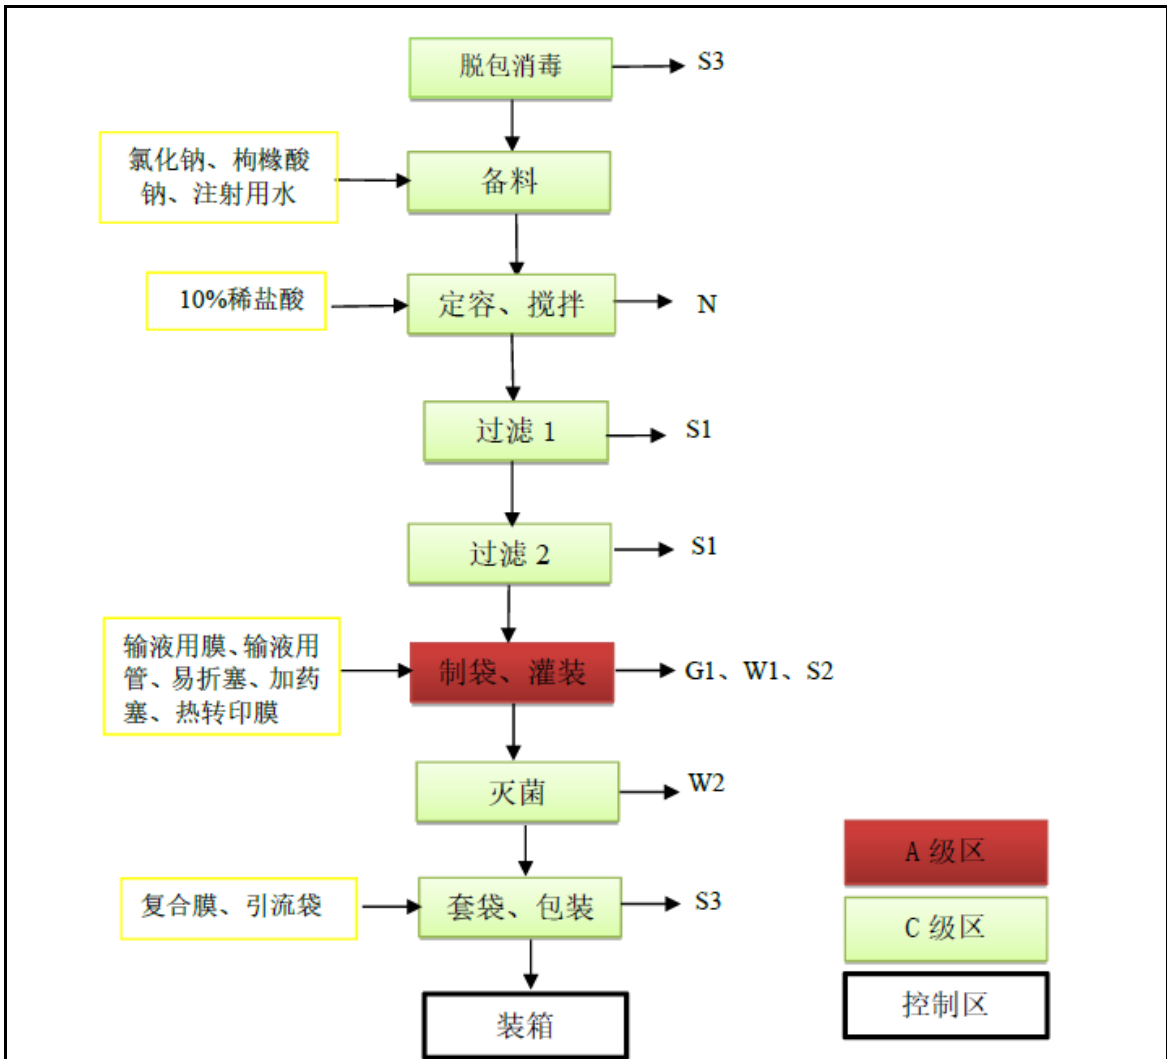 脱包消毒
S3
氯化钠、枸橼酸
钠、注射用水
备料
10%稀盐酸
定容、搅拌
N
过滤 1
S1
过滤 2
S1
输液用膜、输液用
管、易折塞、加药
塞、热转印膜
制袋、灌装
G1、W1、S2
灭菌
W2
复合膜、引流袋
套袋、包装
S3
装箱
A 级区
C 级区
控制区